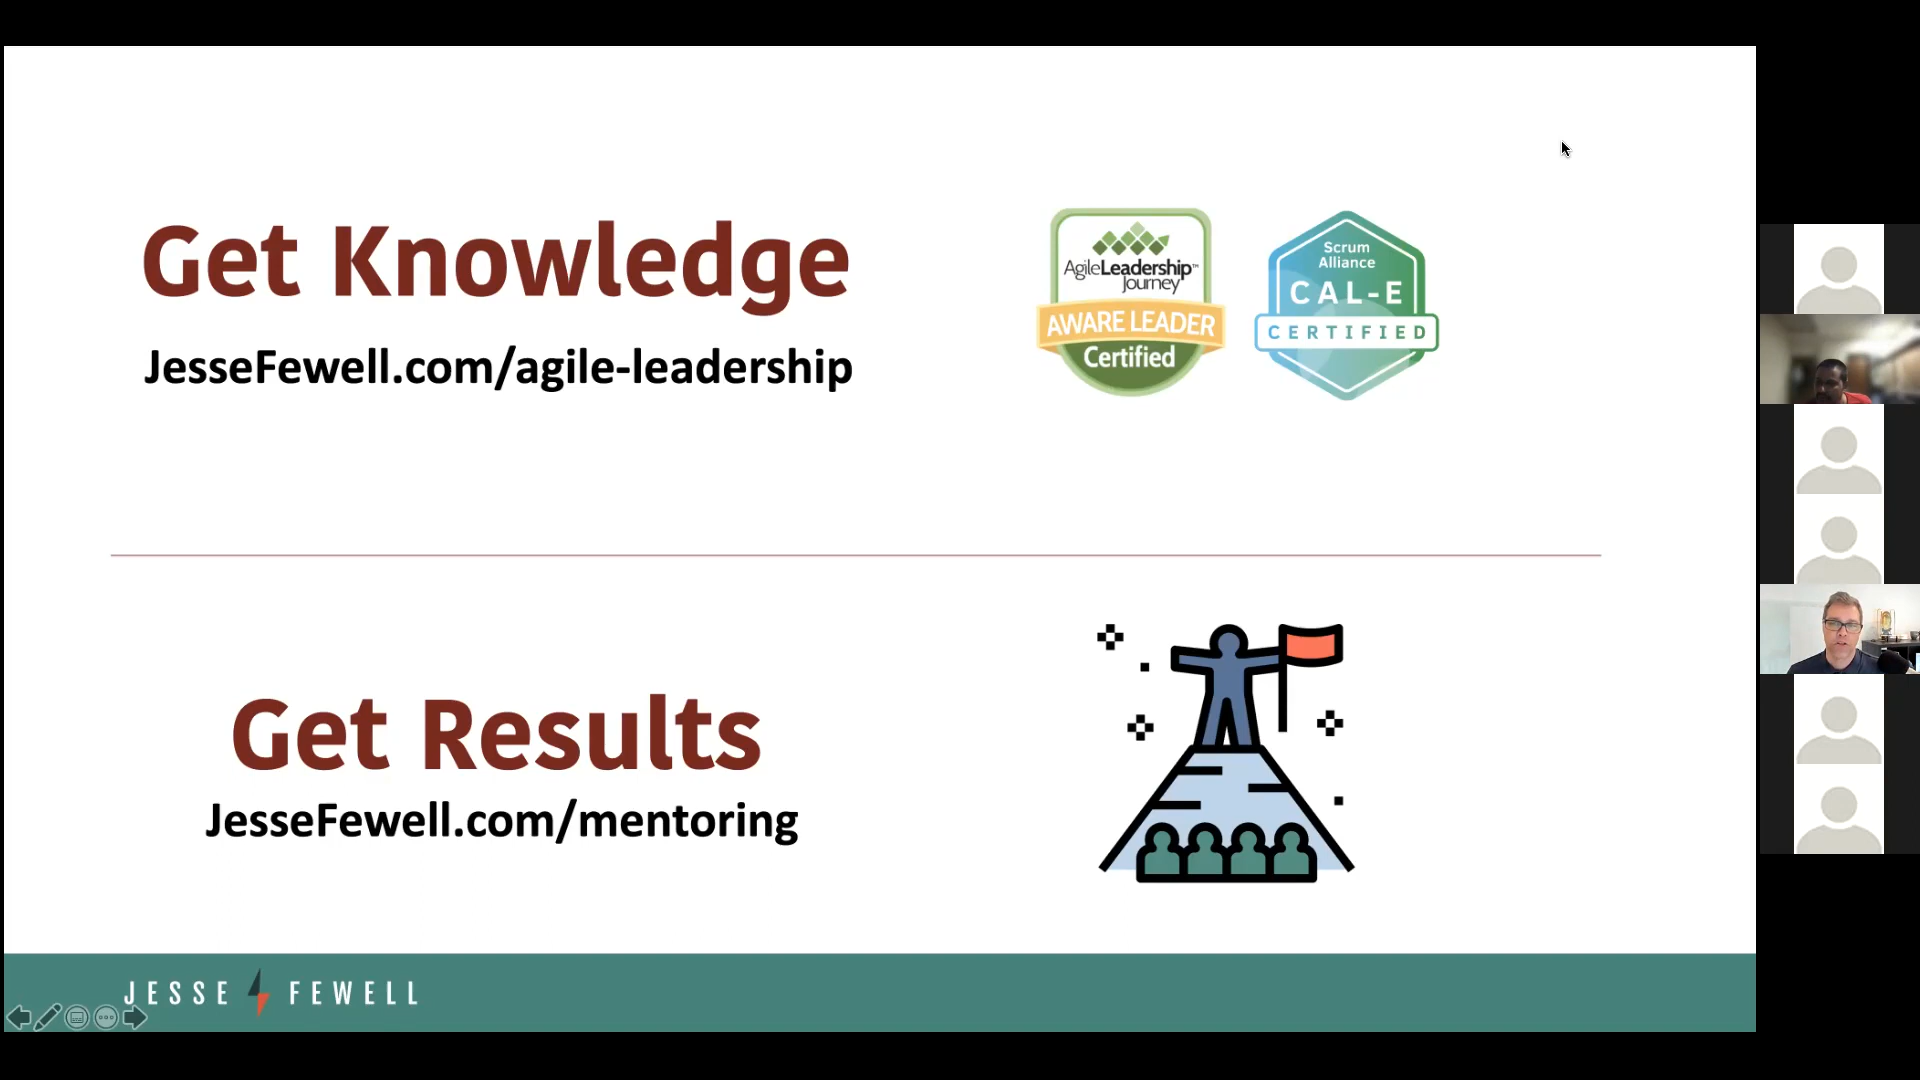 Get Knowledge
JesseFewell.com/agile-leadership
AgileLeadership™
Journey
AWARE LEADER
Certified
Scrum
Alliance
CAL-E
CERTIFIED
Get Results
JesseFewell.com/mentoring
JESSE FEWELL